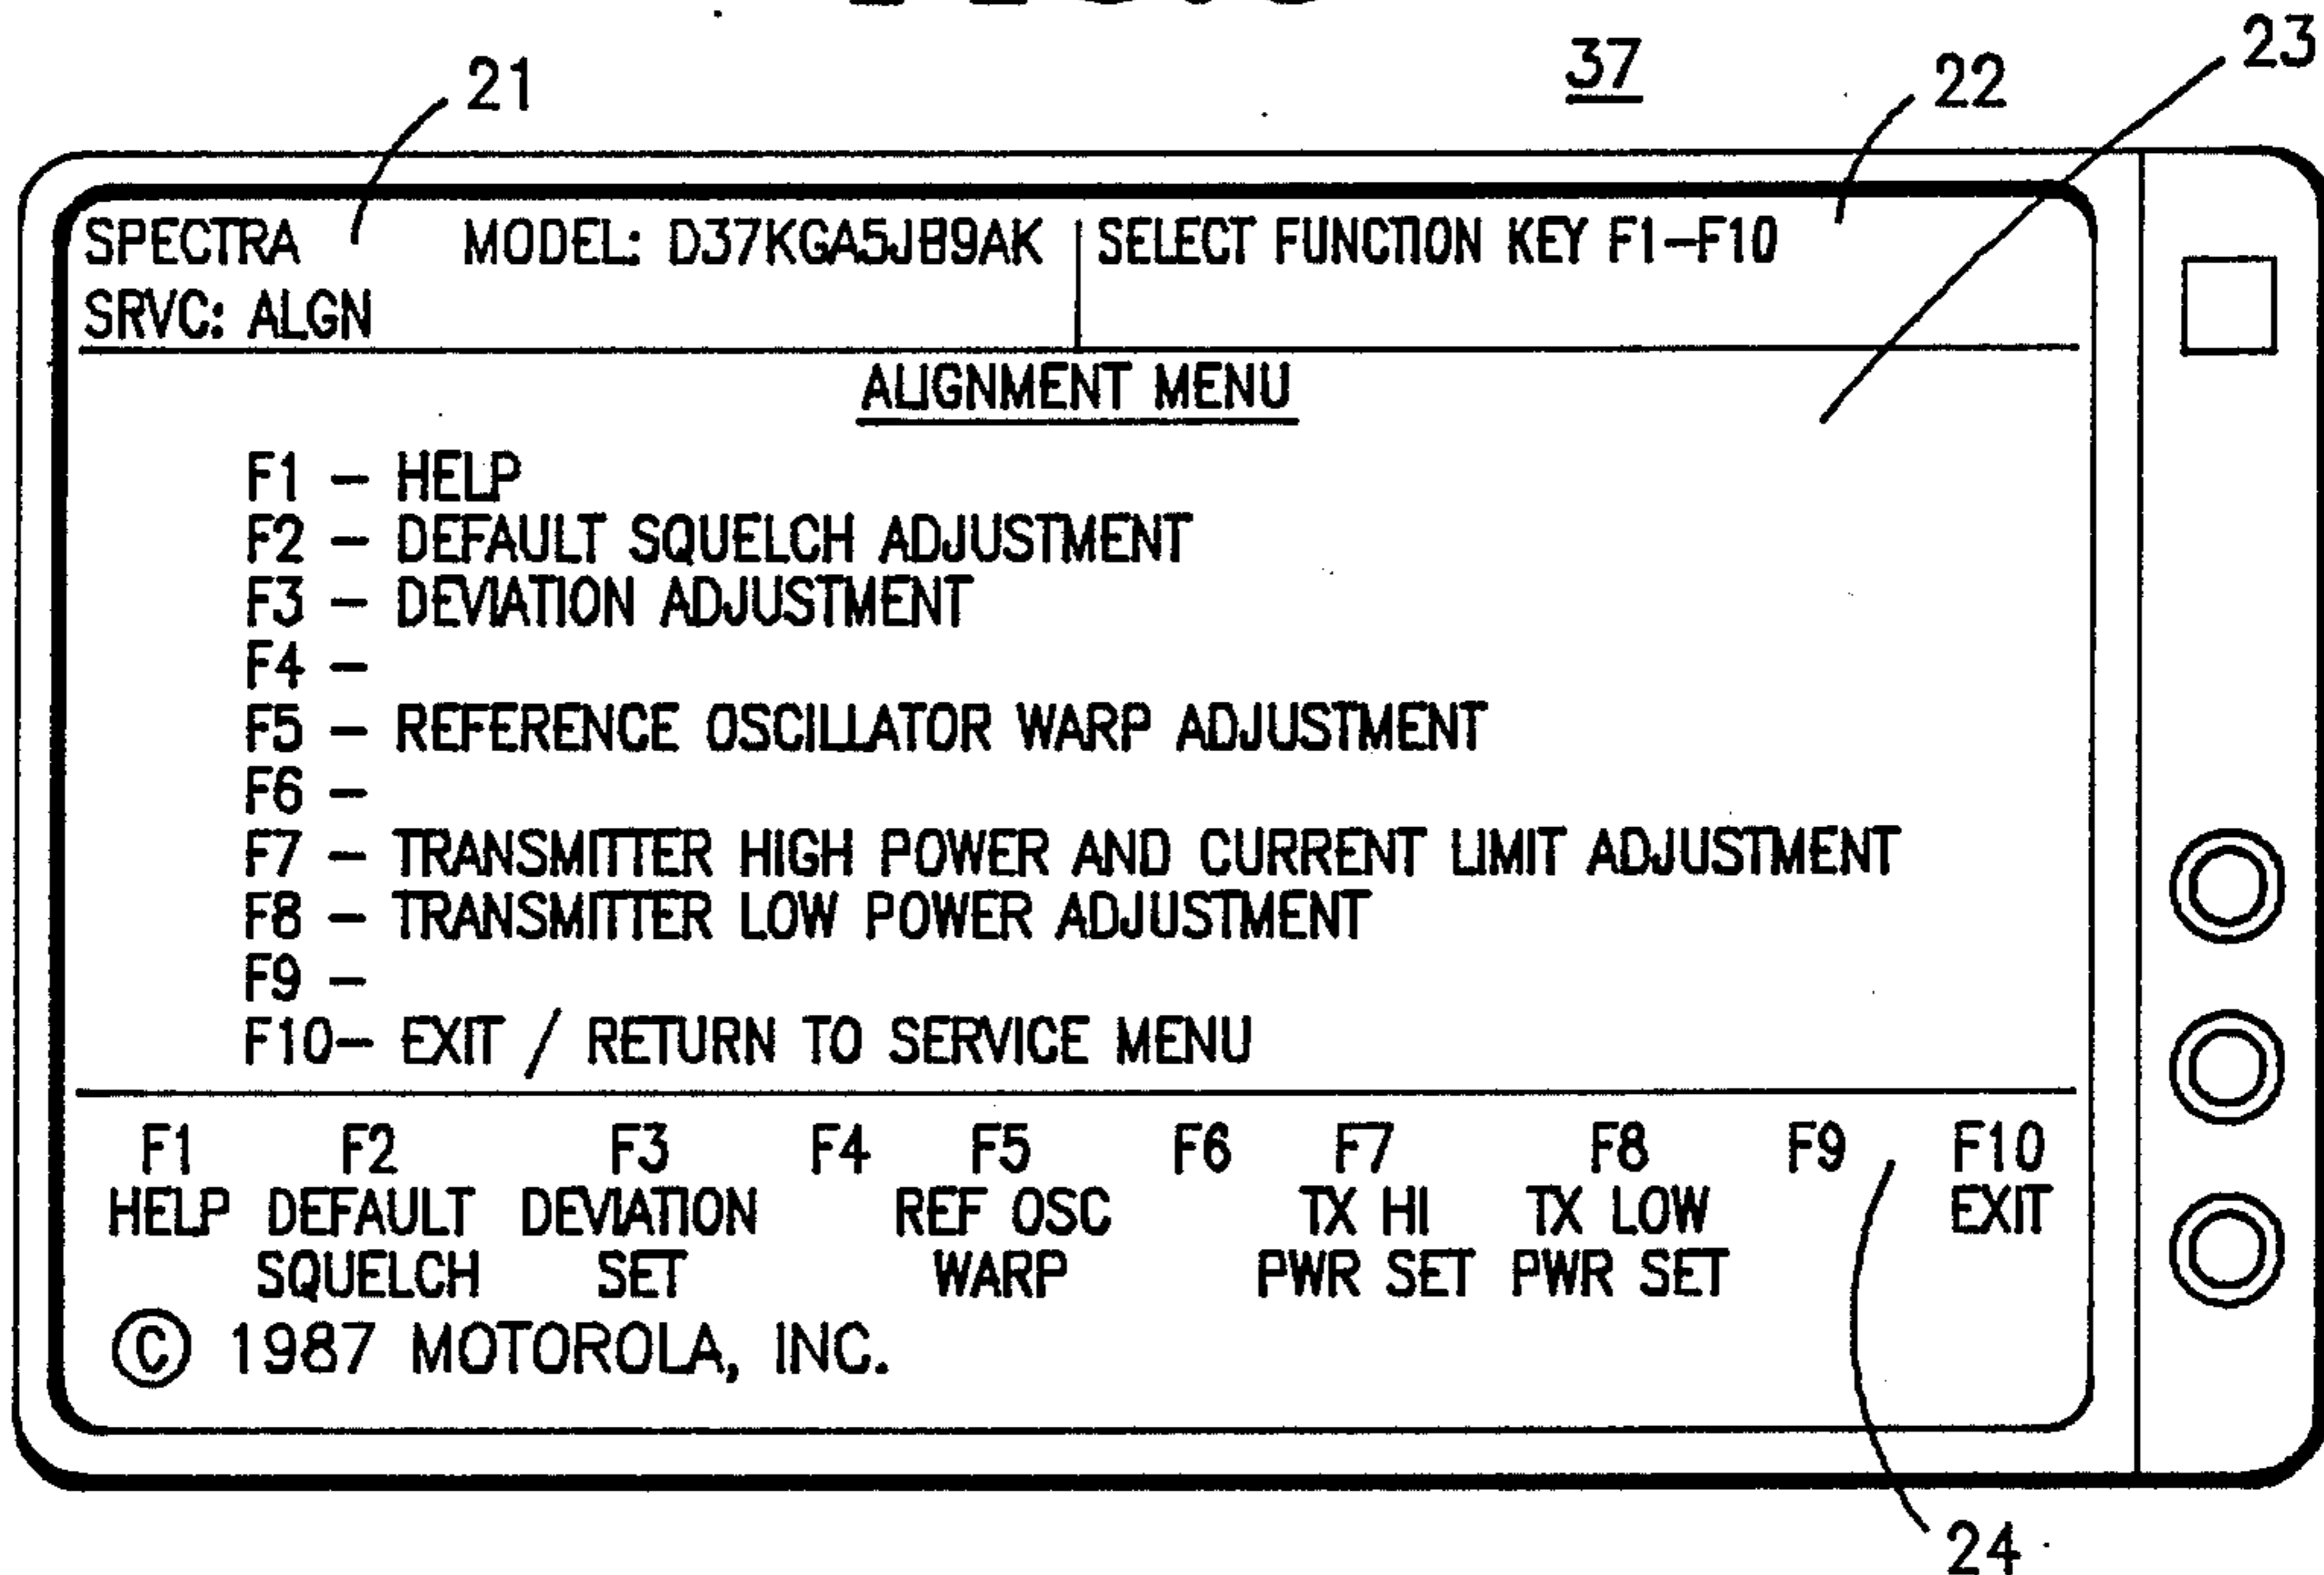 37
23
21
22
SPECTRA MODEL: D37KGA5JB9AK SELECT FUNCTION KEY F1-F10
SRVC: ALGN
ALIGNMENT MENU
F1 - HELP
F2 - DEFAULT SQUELCH ADJUSTMENT
F3 - DEVIATION ADJUSTMENT
F4 -
F5 - REFERENCE OSCILLATOR WARP ADJUSTMENT
F6 -
F7 - TRANSMITTER HIGH POWER AND CURRENT LIMIT ADJUSTMENT
F8 - TRANSMITTER LOW POWER ADJUSTMENT
F9 -
F10- EXIT / RETURN TO SERVICE MENU
F1 F2 F3 F4 F5 F6 F7 F8 F9 F10
HELP DEFAULT DEVIATION REF OSC TX HI TX LOW EXIT
SQUELCH SET WARP PWR SET PWR SET
© 1987 MOTOROLA, INC.
24